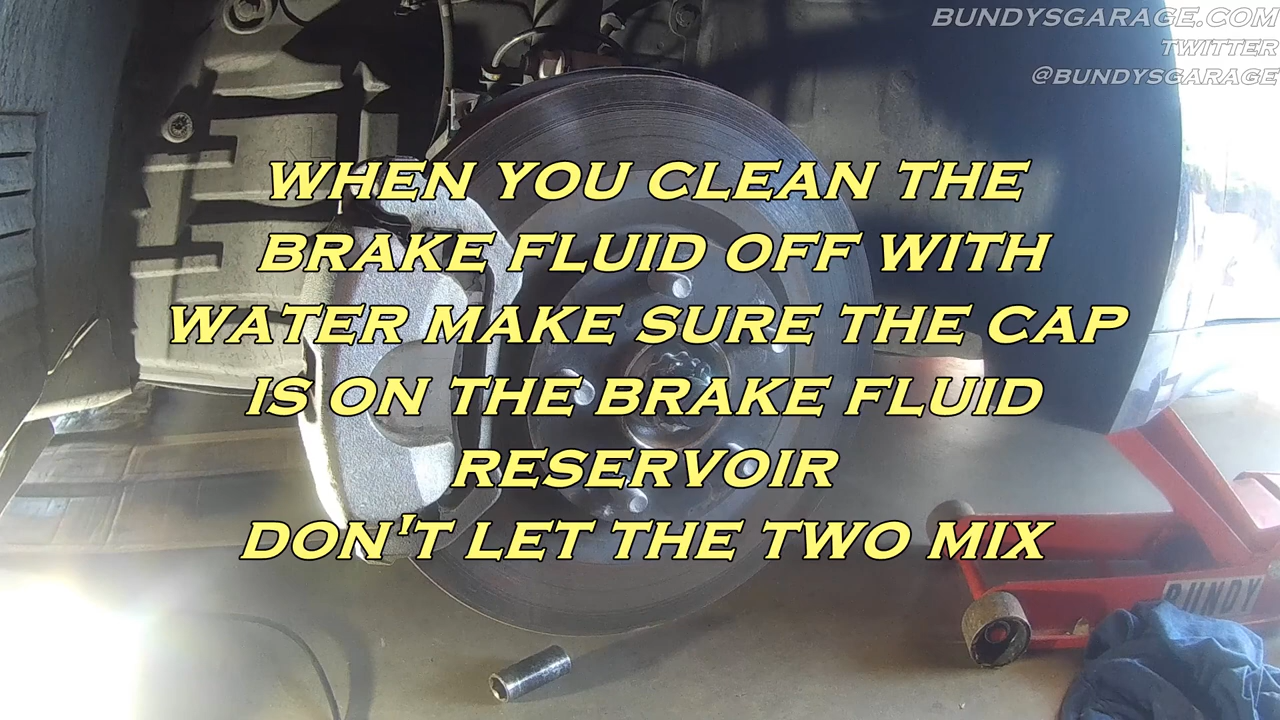 BUNDYSGARAGE.COM
TWITTER
@BUNDYSGARAGE
WHEN YOU CLEAN THE
BRAKE FLUID OFF WITH
WATER MAKE SURE THE CAP
IS ON THE BRAKE FLUID
RESERVOIR
DON'T LET THE TWO MIX
BUNDY